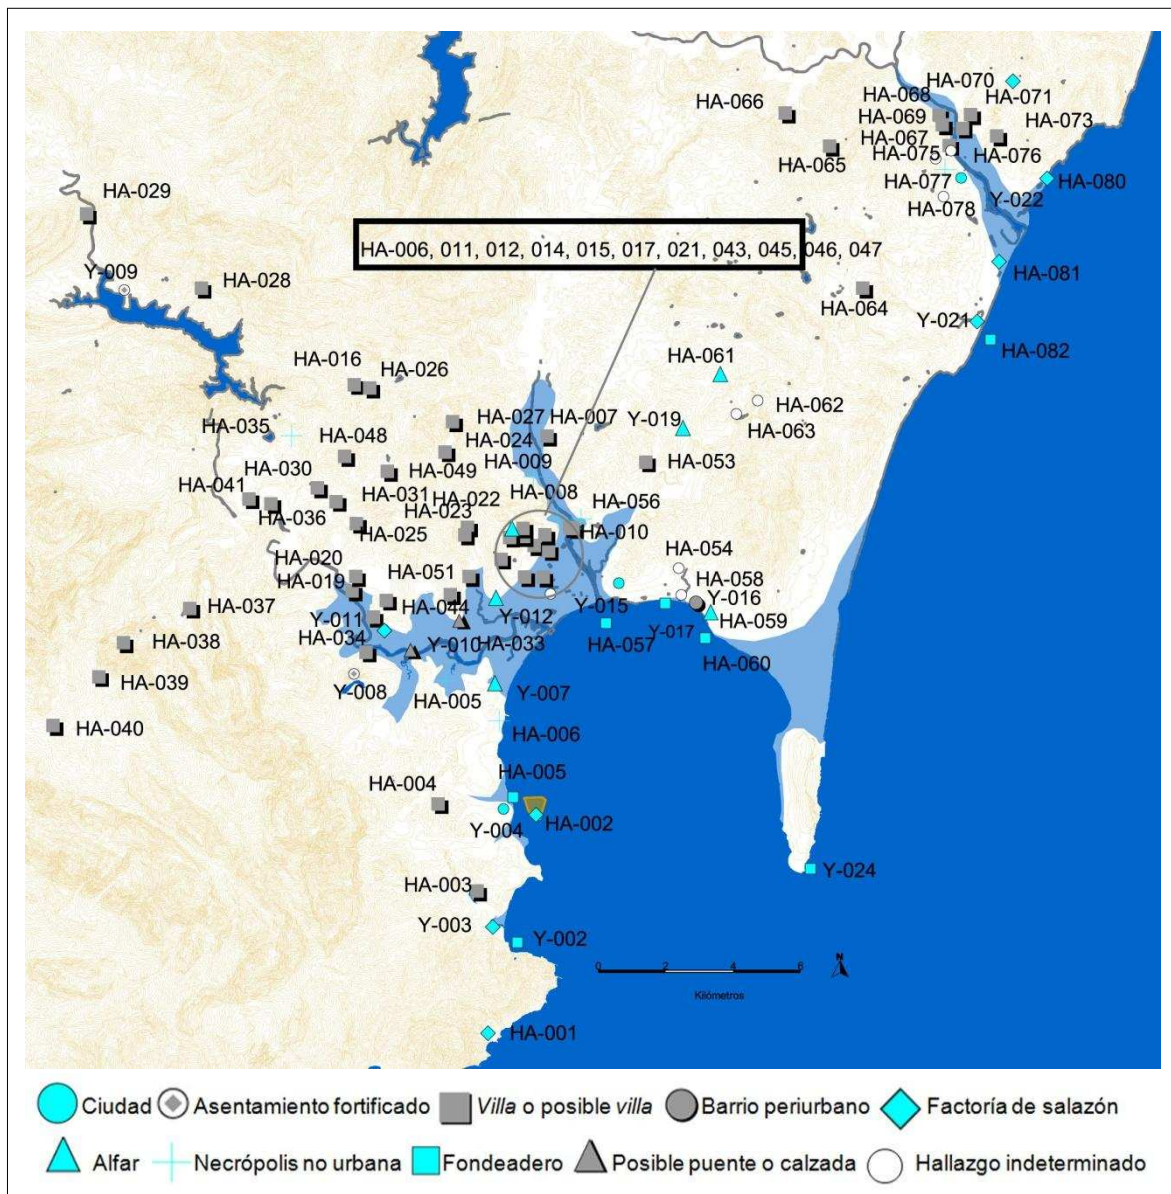 HA-070
HA-066
HA-068
HA-071
HA-069
HA-073
HA-067
HA-065
HA-075
HA-076
HA-077
HA-080
HA-029
Y-022
HA-078
HA-006, 011, 012, 014, 015, 017, 021, 043, 045, 046, 047
Y-009
HA-028
HA-081
HA-064
Y-021
HA-082
HA-016
HA-061
HA-026
HA-062
HA-027
HA-007
Y-019
HA-035
HA-063
HA-048
HA-024
HA-009
HA-053
HA-030
HA-049
HA-041
HA-031
HA-022
HA-008
HA-056
HA-036
HA-023
HA-025
HA-010
HA-054
HA-020
HA-019
HA-051
HA-058
Y-016
HA-037
HA-044
Y-012
Y-015
HA-059
Y-011
HA-034
Y-010
HA-033
HA-057
Y-017
HA-060
HA-038
HA-039
Y-008
HA-005
Y-007
HA-040
HA-006
HA-005
HA-004
Y-004
HA-002
Y-024
HA-003
Y-003
Y-002
0 2 4 6
N
Kilómetros
HA-001
Ciudad
Asentamiento fortificado
Villa o posible villa
Barrio periurbano
Factoría de salazón
Alfar
Necrópolis no urbana
Fondeadero
Posible puente o calzada
Hallazgo indeterminado